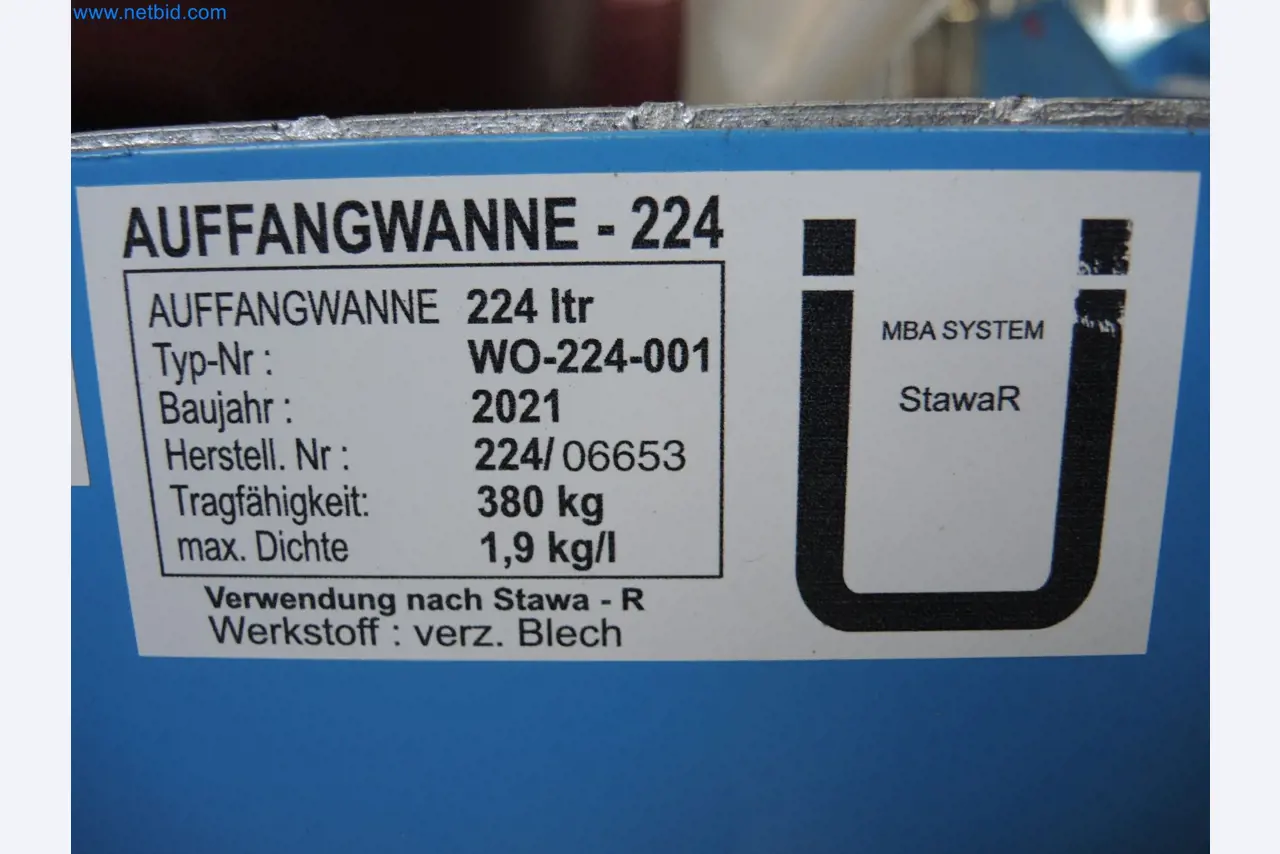 www.netbid.com
AUFFANGWANNE - 224
AUFFANGWANNE 224 ltr
Typ-Nr : WO-224-001
Baujahr : 2021
Herstell. Nr : 224/ 06653
Tragfähigkeit: 380 kg
max. Dichte 1,9 kg/l
Verwendung nach Stawa - R
Werkstoff : verz. Blech
Ü
MBA SYSTEM
StawaR